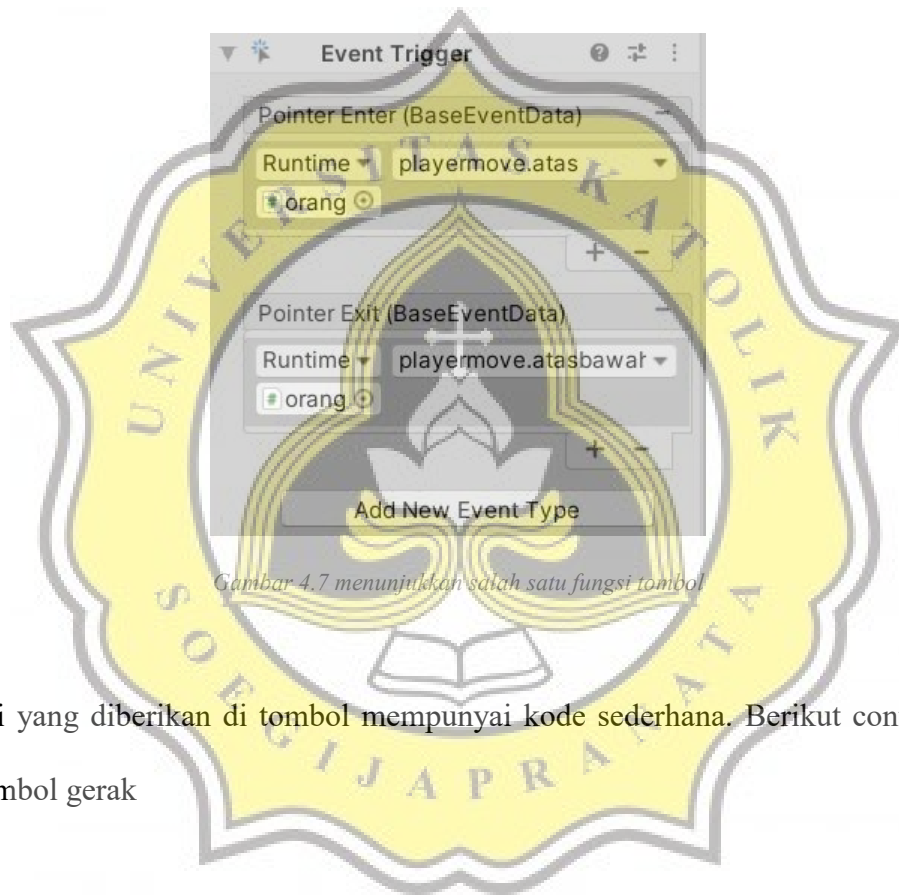 Event Trigger
Pointer Enter (BaseEventData)
Runtime playermove.atas
orang
Pointer Exit (BaseEventData)
Runtime playermove.atasbawah
orang
Add New Event Type
Gambar 4.7 menunjukkan salah satu fungsi tombol
i yang diberikan di tombol mempunyai kode sederhana. Berikut con
mbol gerak
UNIVERSITAS KATOLIK
SOEGIJAPRANATA